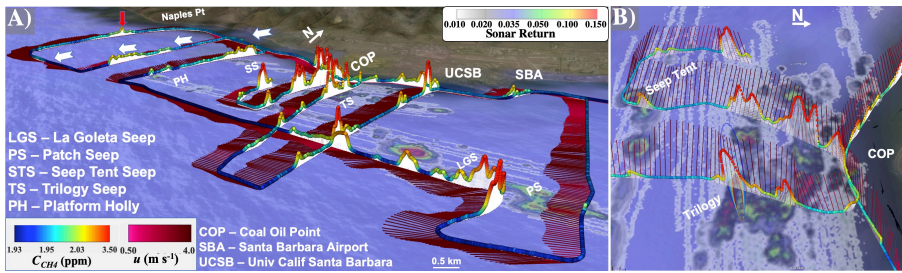 A)
Naples Pt
N
0.010 0.020 0.030 0.050 0.100 0.150
Sonar Return
PH
SS
COP
TS
UCSB
SBA
LGS
PS
LGS – La Goleta Seep
PS – Patch Seep
STS – Seep Tent Seep
TS – Trilogy Seep
PH – Platform Holly
1.93 2.03 3.50
C_CH4 (ppm)
0.50 4.0
u (m s⁻¹)
COP – Coal Oil Point
SBA – Santa Barbara Airport
UCSB – Univ Calif Santa Barbara
0.5 km
B)
N
Seep Tent
COP
Trilogy